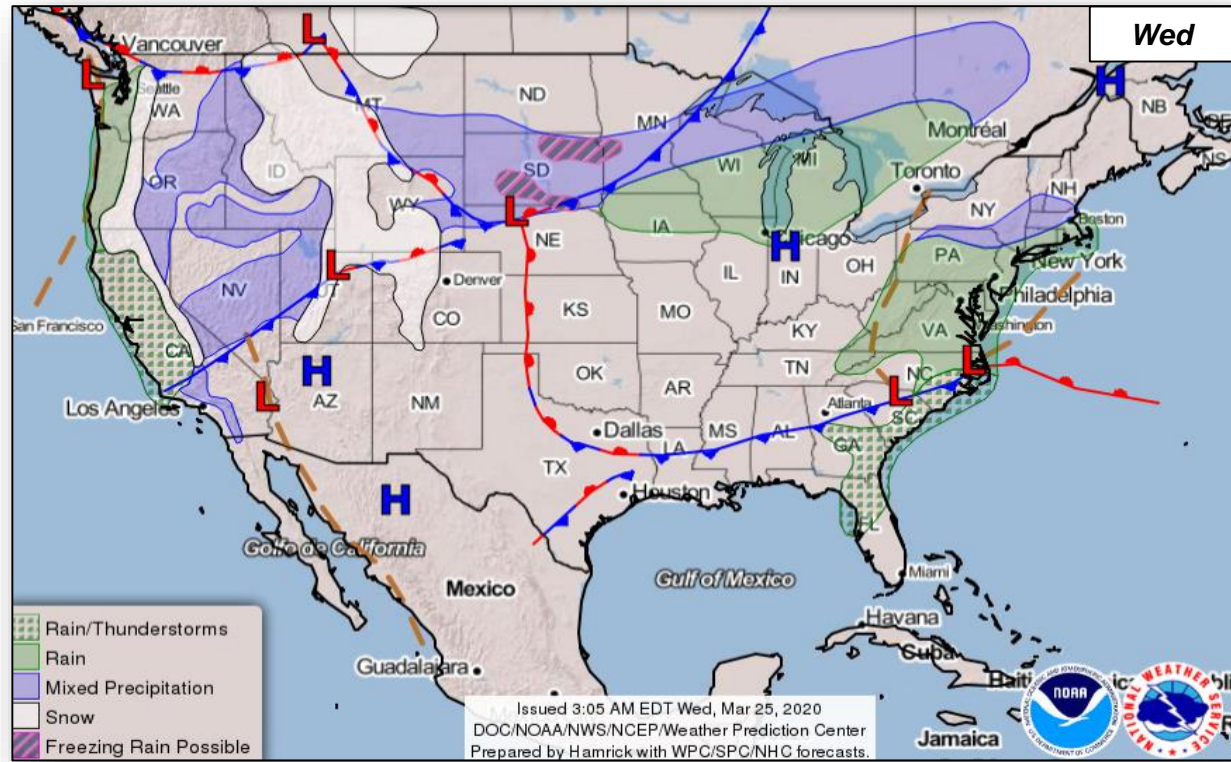 Wed
Vancouver
Seattle
WA
MT
ND
MN
Montréal
NB
NS
OR
ID
WY
SD
WI
MI
Toronto
NH
NY
Boston
NE
IA
Chicago
PA
New York
Philadelphia
Washington
NV
UT
Denver
CO
KS
MO
IL
IN
OH
KY
VA
San Francisco
CA
Los Angeles
AZ
NM
OK
AR
TN
NC
Atlanta
SC
TX
Dallas
LA
MS
AL
GA
Houston
FL
Miami
Golfo de California
Mexico
Gulf of Mexico
Havana
Cuba
Guadalajara
Jamaica
L
L
L
L
L
L
L
H
H
H
H
Rain/Thunderstorms
Rain
Mixed Precipitation
Snow
Freezing Rain Possible
Issued 3:05 AM EDT Wed, Mar 25, 2020
DOC/NOAA/NWS/NCEP/Weather Prediction Center
Prepared by Hamrick with WPC/SPC/NHC forecasts.
NOAA
NATIONAL WEATHER SERVICE